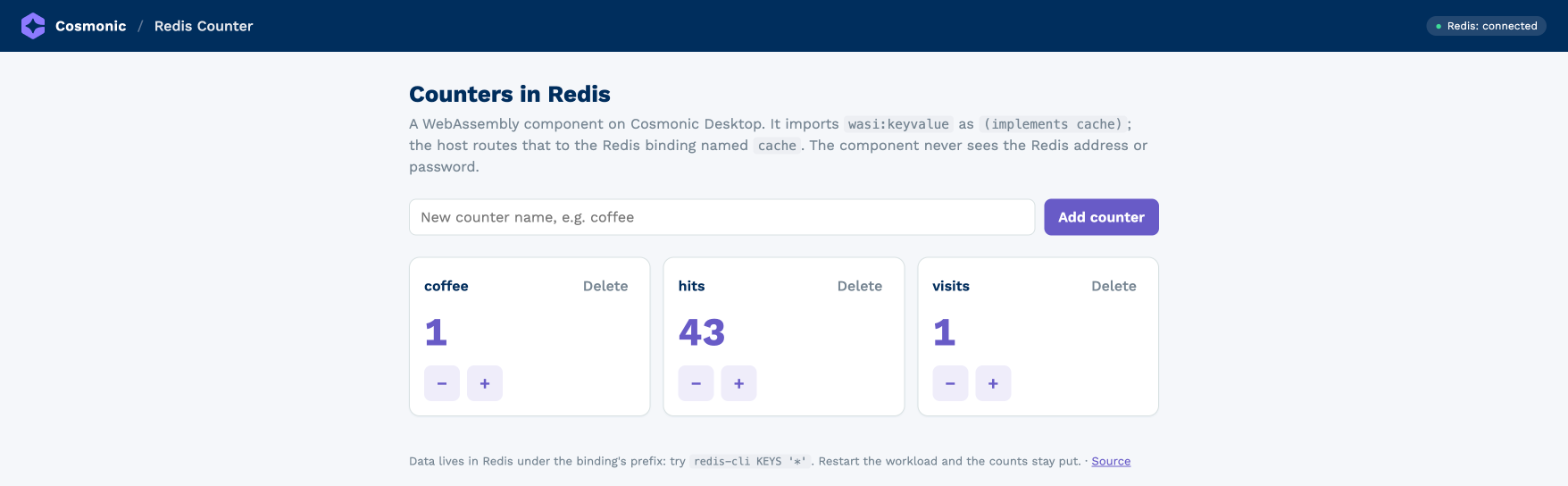 Cosmonic / Redis Counter
Redis: connected
Counters in Redis
A WebAssembly component on Cosmonic Desktop. It imports wasi:keyvalue as (implements cache);
the host routes that to the Redis binding named cache. The component never sees the Redis address or
password.
New counter name, e.g. coffee
Add counter
coffee Delete
1
− +
hits Delete
43
− +
visits Delete
1
− +
Data lives in Redis under the binding's prefix: try redis-cli KEYS '*'. Restart the workload and the counts stay put. · Source